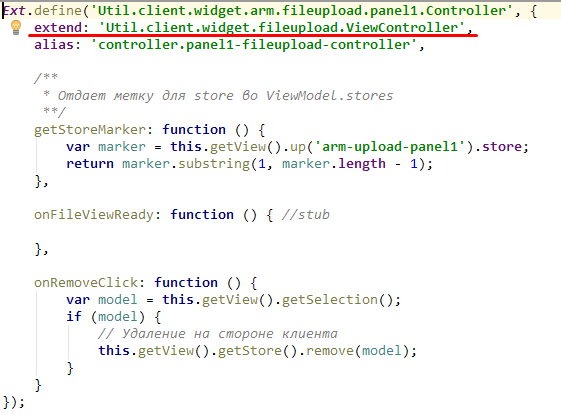 Ext.define('Util.client.widget.arm.fileupload.panel1.Controller', {
extend: 'Util.client.widget.fileupload.ViewController',
alias: 'controller.panel1-fileupload-controller',
/**
* Отдает метку для store во ViewModel.stores
**/
getStoreMarker: function () {
var marker = this.getView().up('arm-upload-panel1').store;
return marker.substring(1, marker.length - 1);
},
onFileViewReady: function () { //stub
},
onRemoveClick: function () {
var model = this.getView().getSelection();
if (model) {
// Удаление на стороне клиента
this.getView().getStore().remove(model);
}
}
});